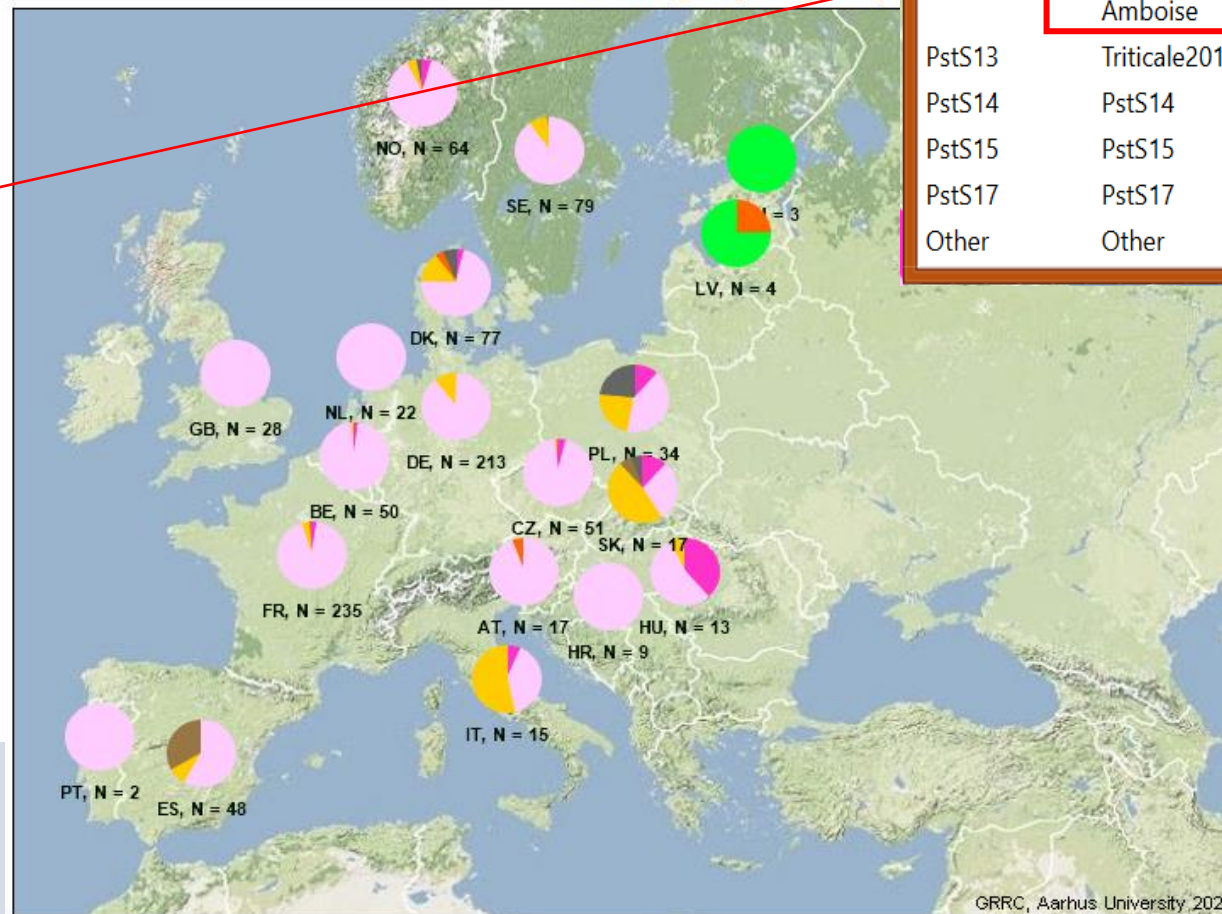 Amboise
PstS13 Triticale201
PstS14 PstS14
PstS15 PstS15
PstS17 PstS17
Other Other
NO, N = 64
SE, N = 79
= 3
LV, N = 4
DK, N = 77
NL, N = 22
GB, N = 28
DE, N = 213
PL, N = 34
BE, N = 50
CZ, N = 51
SK, N = 17
FR, N = 235
AT, N = 17
HU, N = 13
HR, N = 9
IT, N = 15
PT, N = 2
ES, N = 48
GRRC, Aarhus University, 202